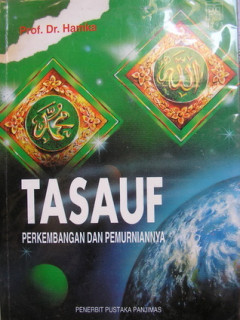 Prof. Dr. Hamka
الله
محمد
TASAUF
PERKEMBANGAN DAN PEMURNIANNYA
PENERBIT PUSTAKA PANJIMAS